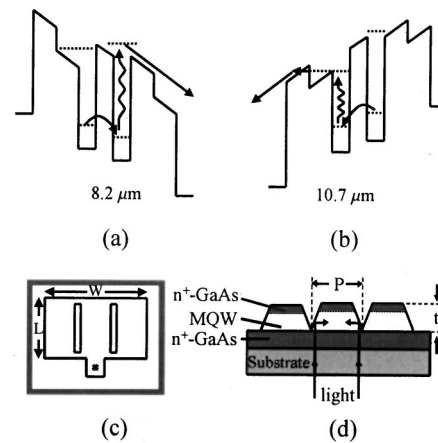 8.2 μm
10.7 μm
(a)
(b)
W
L
*
n⁺-GaAs
MQW
n⁺-GaAs
Substrate
P
t
light
(c)
(d)